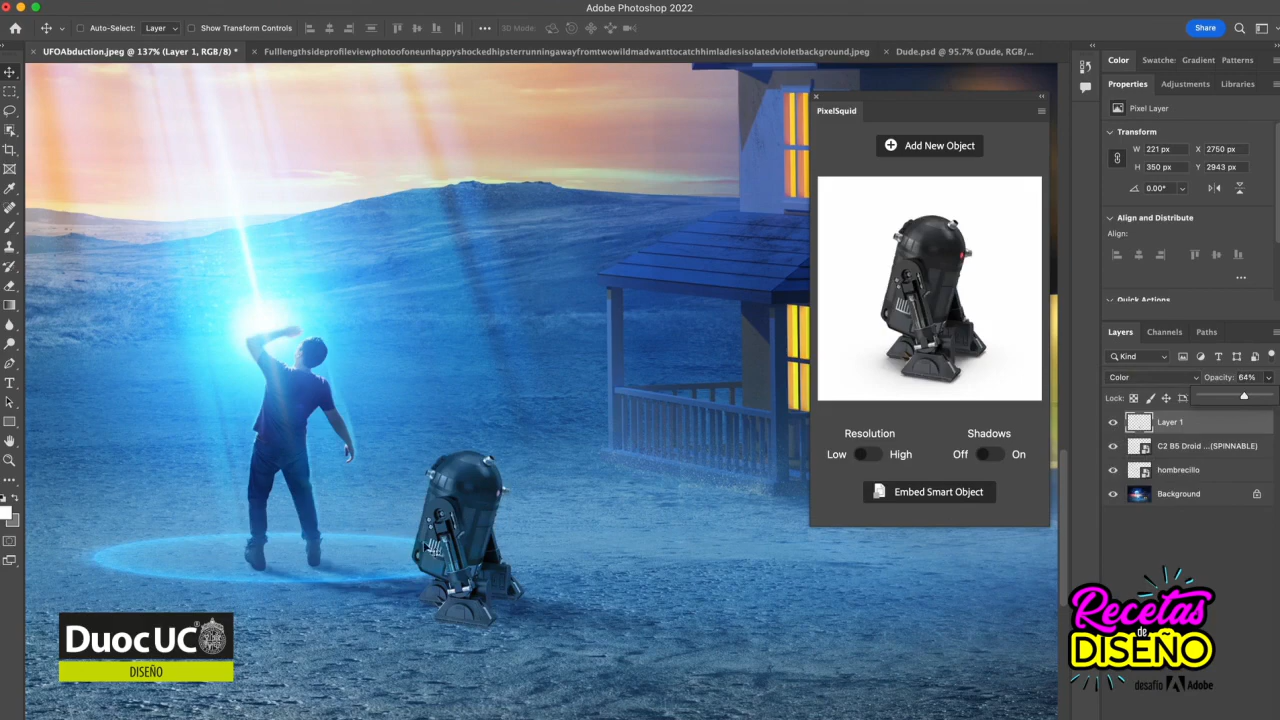 Adobe Photoshop 2022
Auto-Select: Layer Show Transform Controls 3D Mode: Share
UFOAbduction.jpeg @ 137% (Layer 1, RGB/8) *
Fulllengthsideprofileviewphotoofoneunhappyshockedhipsterrunningawayfromtwowildmadwanttocatchhimladiesisolatedvioletbackground.jpeg
Dude.psd @ 95.7% (Dude, RGB/...
Color Swatche: Gradient Patterns
Properties Adjustments Libraries
Pixel Layer
Transform
W 221 px X 2750 px
H 350 px Y 2943 px
0.00°
Align and Distribute
Align:
Quick Actions
Layers Channels Paths
Kind
Color Opacity: 64%
Lock:
Layer 1
C2 B5 Droid ...(SPINNABLE)
hombrecillo
Background
PixelSquid
Add New Object
Resolution Shadows
Low High Off On
Embed Smart Object
Duoc UC
DISEÑO
Recetas
de
DISEÑO
desafío Adobe